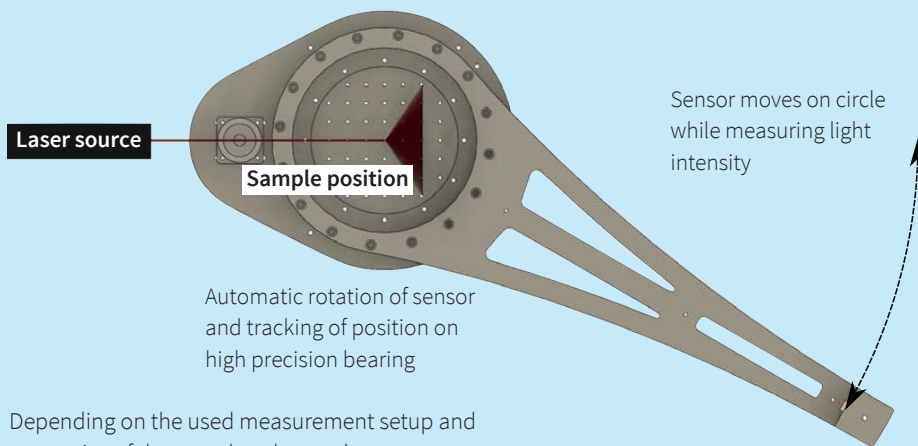 Laser source
Sample position
Sensor moves on circle
while measuring light
intensity
Automatic rotation of sensor
and tracking of position on
high precision bearing
Depending on the used measurement setup and